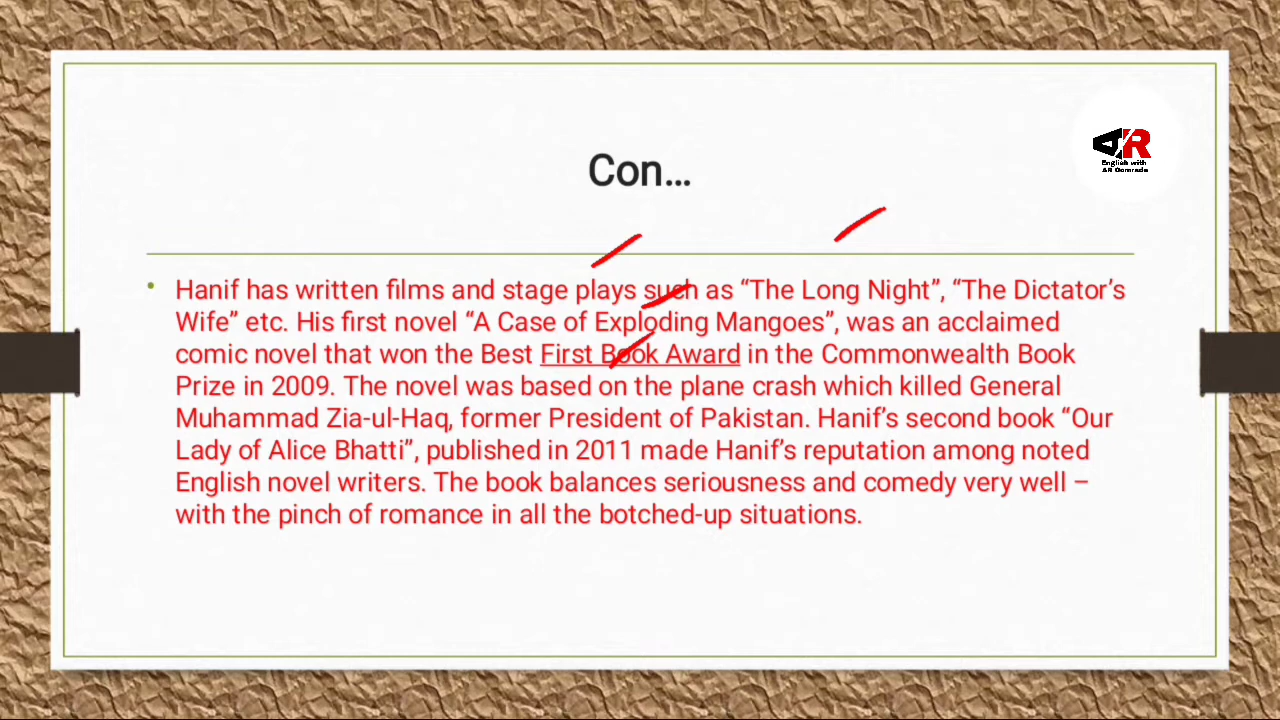 Con...
AR
English with
AR Comrade
• Hanif has written films and stage plays such as “The Long Night”, “The Dictator’s
Wife” etc. His first novel “A Case of Exploding Mangoes”, was an acclaimed
comic novel that won the Best First Book Award in the Commonwealth Book
Prize in 2009. The novel was based on the plane crash which killed General
Muhammad Zia-ul-Haq, former President of Pakistan. Hanif’s second book “Our
Lady of Alice Bhatti”, published in 2011 made Hanif’s reputation among noted
English novel writers. The book balances seriousness and comedy very well –
with the pinch of romance in all the botched-up situations.